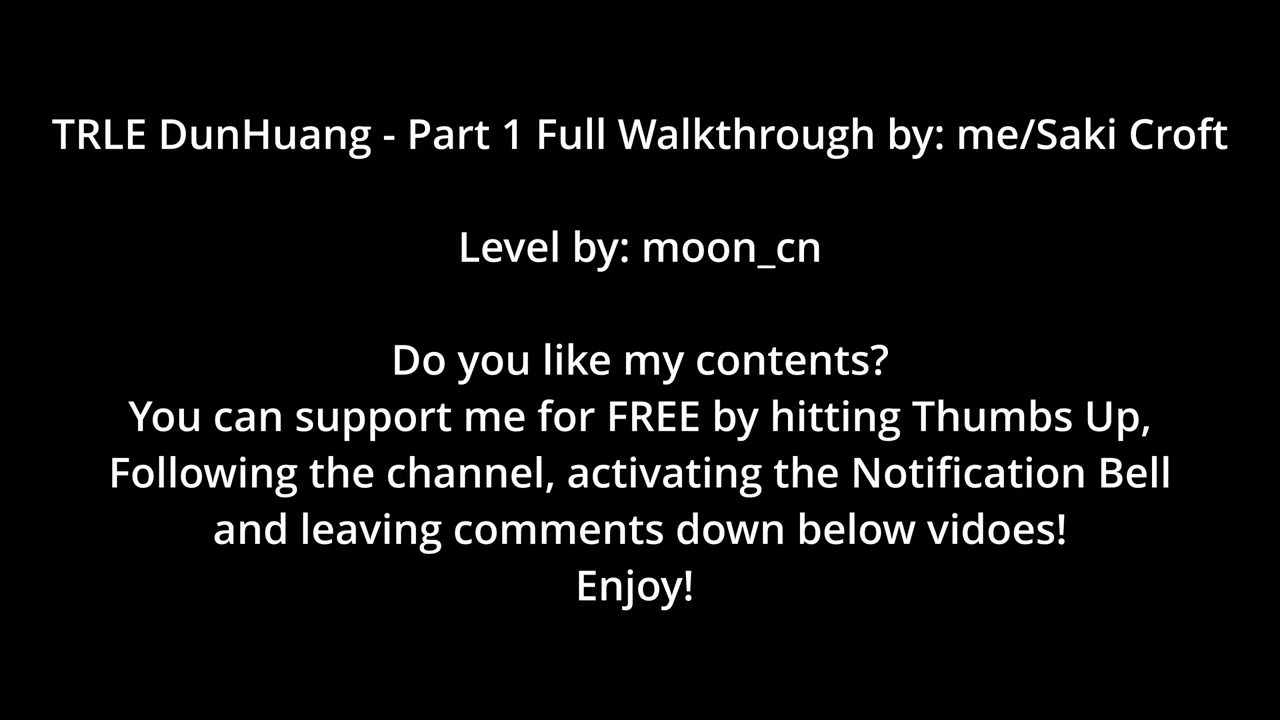 TRLE DunHuang - Part 1 Full Walkthrough by: me/Saki Croft
Level by: moon_cn
Do you like my contents?
You can support me for FREE by hitting Thumbs Up,
Following the channel, activating the Notification Bell
and leaving comments down below vidoes!
Enjoy!